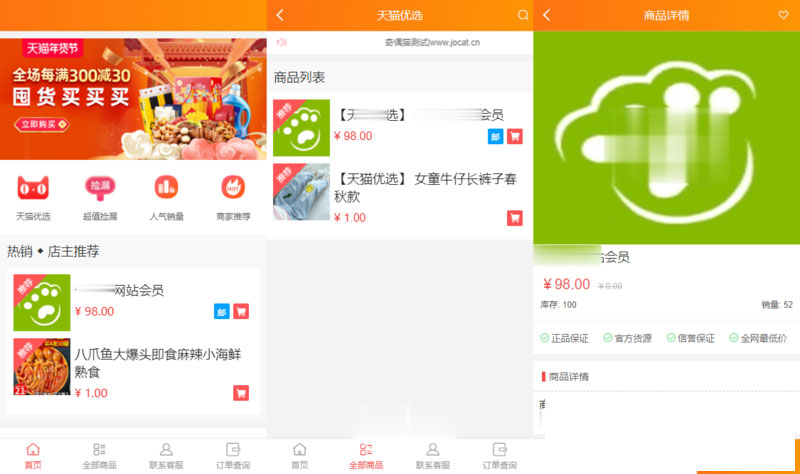 天猫年货节
全场每满300减30
囤货买买买
立即购买
天猫优选
超值捡漏
捡漏
人气销量
商家推荐
HOT
热销 ◆ 店主推荐
推荐
网站会员
¥ 98.00
邮
推荐
八爪鱼大爆头即食麻辣小海鲜
熟食
¥ 1.00
首页
全部商品
联系客服
订单查询
天猫优选
奇偶猫测试|www.jocat.cn
商品列表
推荐
【天 选】 会员
¥ 98.00
邮
推荐
【天猫优选】 女童牛仔长裤子春
秋款
¥ 1.00
首页
全部商品
联系客服
订单查询
商品详情
会员
¥98.00 ¥0.00
库存: 100
销量: 52
正品保证
官方货源
信誉保证
全网最低价
商品详情